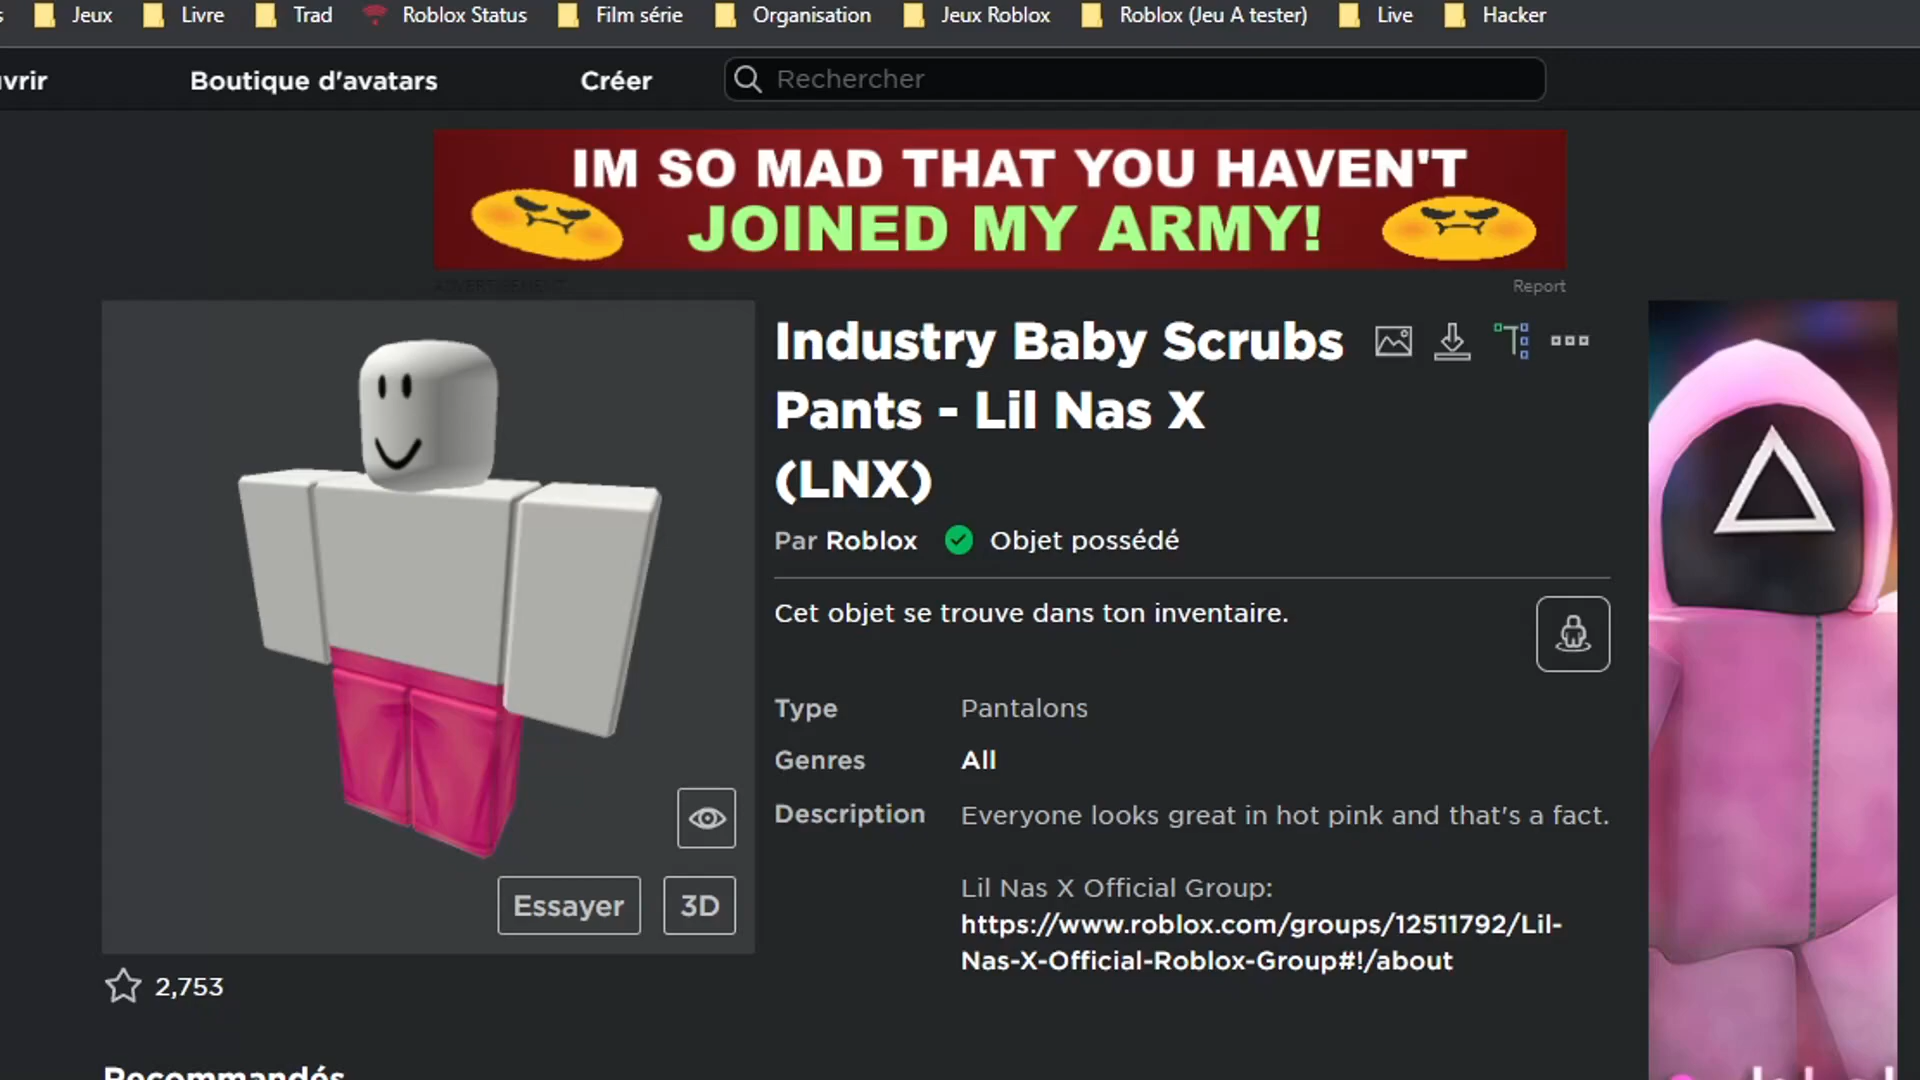 Jeux Livre Trad Roblox Status Film série Organisation Jeux Roblox Roblox (Jeu A tester) Live Hacker
Boutique d'avatars Créer Rechercher
IM SO MAD THAT YOU HAVEN'T
JOINED MY ARMY!
ADVERTISEMENT Report
Industry Baby Scrubs
Pants - Lil Nas X
(LNX)
Par Roblox Objet possédé
Cet objet se trouve dans ton inventaire.
Type Pantalons
Genres All
Description Everyone looks great in hot pink and that's a fact.
Lil Nas X Official Group:
https://www.roblox.com/groups/12511792/Lil-
Nas-X-Official-Roblox-Group#!/about
Essayer 3D
2,753
Recommandés